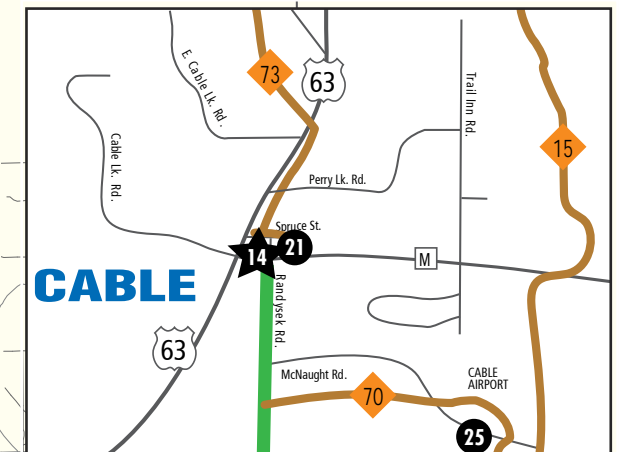 73
63
E. Cable Lk. Rd.
Trail Inn Rd.
15
Cable Lk. Rd.
Perry Lk. Rd.
Spruce St.
21
14
M
CABLE
Randysek Rd.
63
McNaught Rd.
CABLE
AIRPORT
70
25